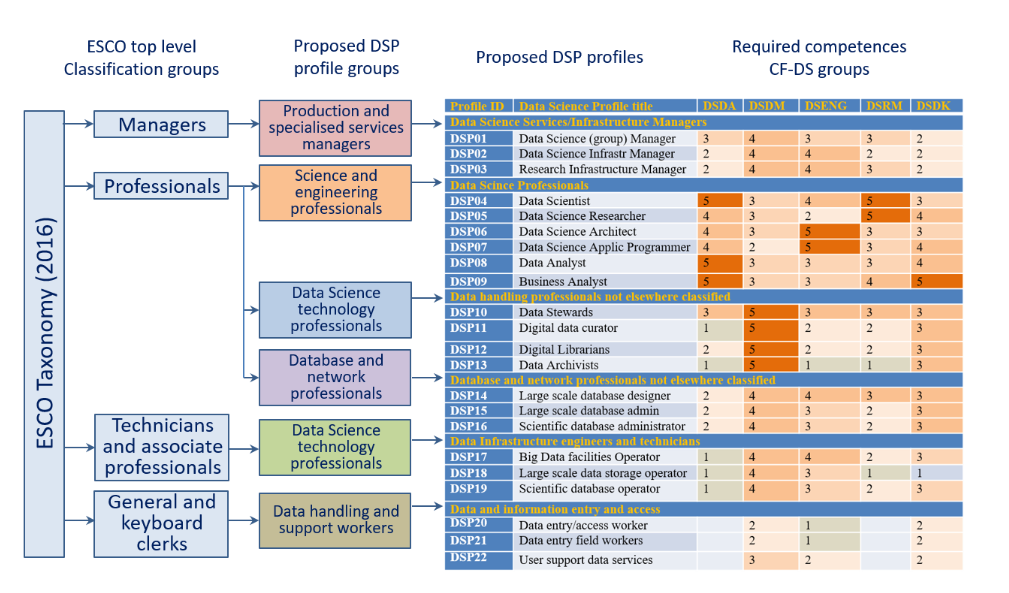 ESCO top level
Classification groups
Proposed DSP
profile groups
Proposed DSP profiles
Required competences
CF-DS groups
ESCO Taxonomy (2016)
Managers
Professionals
Technicians
and associate
professionals
General and
keyboard
clerks
Production and
specialised services
managers
Science and
engineering
professionals
Data Science
technology
professionals
Database and
network
professionals
Data Science
technology
professionals
Data handling and
support workers
Profile ID Data Science Profile title DSDA DSDM DSENG DSRM DSDK
Data Science Services/Infrastructure Managers
DSP01 Data Science (group) Manager 3 4 3 3 2
DSP02 Data Science Infrastr Manager 2 4 4 2 2
DSP03 Research Infrastructure Manager 2 4 4 3 2
Data Scince Professionals
DSP04 Data Scientist 5 3 4 5 3
DSP05 Data Science Researcher 4 3 2 5 4
DSP06 Data Science Architect 4 3 5 3 3
DSP07 Data Science Applic Programmer 4 2 5 3 4
DSP08 Data Analyst 5 3 3 3 4
DSP09 Business Analyst 5 3 3 4 5
Data handling professionals not elsewhere classified
DSP10 Data Stewards 3 5 3 3 3
DSP11 Digital data curator 1 5 2 2 3
DSP12 Digital Librarians 2 5 2 2 3
DSP13 Data Archivists 1 5 1 1 3
Database and network professionals not elsewhere classified
DSP14 Large scale database designer 2 4 4 3 3
DSP15 Large scale database admin 2 4 3 2 3
DSP16 Scientific database administrator 2 4 3 2 3
Data Infrastructure engineers and technicians
DSP17 Big Data facilities Operator 1 4 4 2 3
DSP18 Large scale data storage operator 1 4 3 1 1
DSP19 Scientific database operator 1 4 3 2 3
Data and information entry and access
DSP20 Data entry/access worker 2 1 2
DSP21 Data entry field workers 2 1 2
DSP22 User support data services 3 2 2